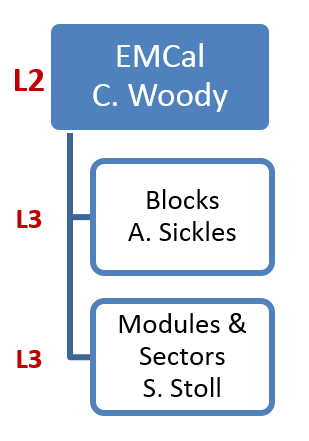 L2
EMCal
C. Woody
L3
Blocks
A. Sickles
L3
Modules &
Sectors
S. Stoll